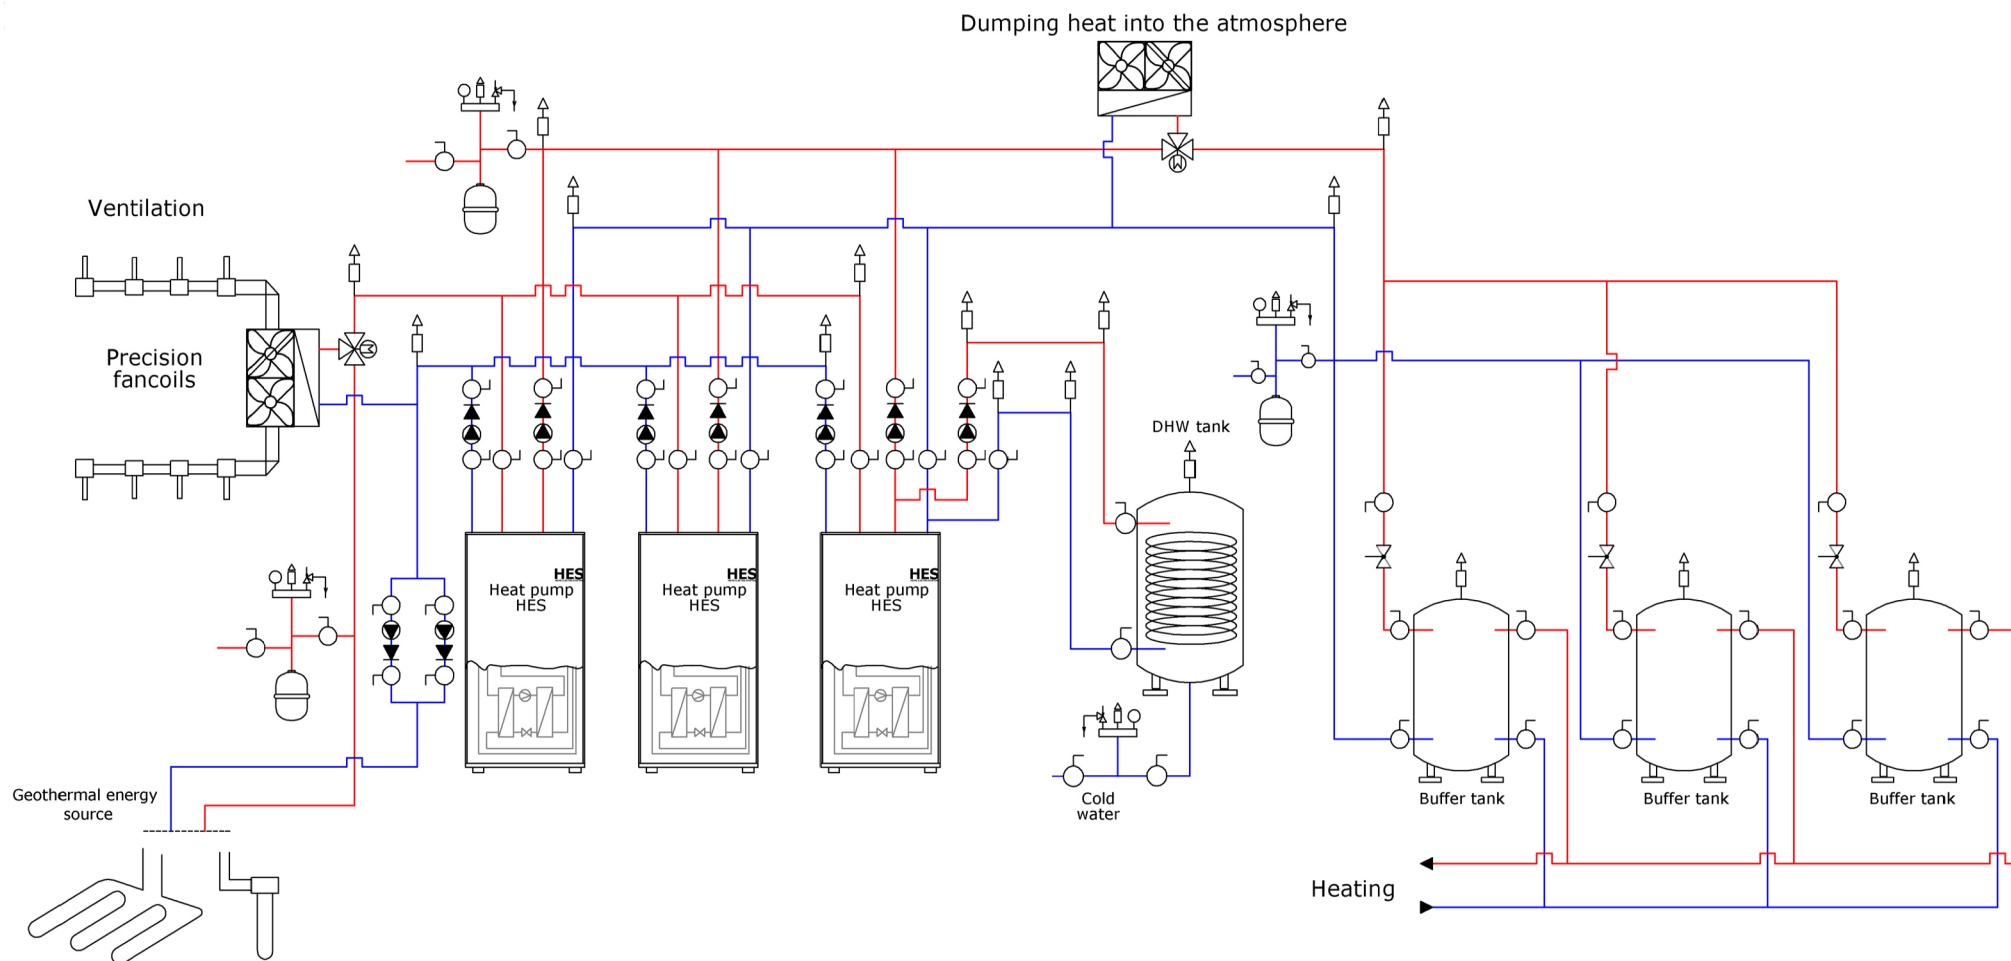 Dumping heat into the atmosphere
Ventilation
Precision
fancoils
DHW tank
HES
Heat pump
HES
HES
Heat pump
HES
HES
Heat pump
HES
Geothermal energy
source
Cold
water
Buffer tank
Buffer tank
Buffer tank
Heating